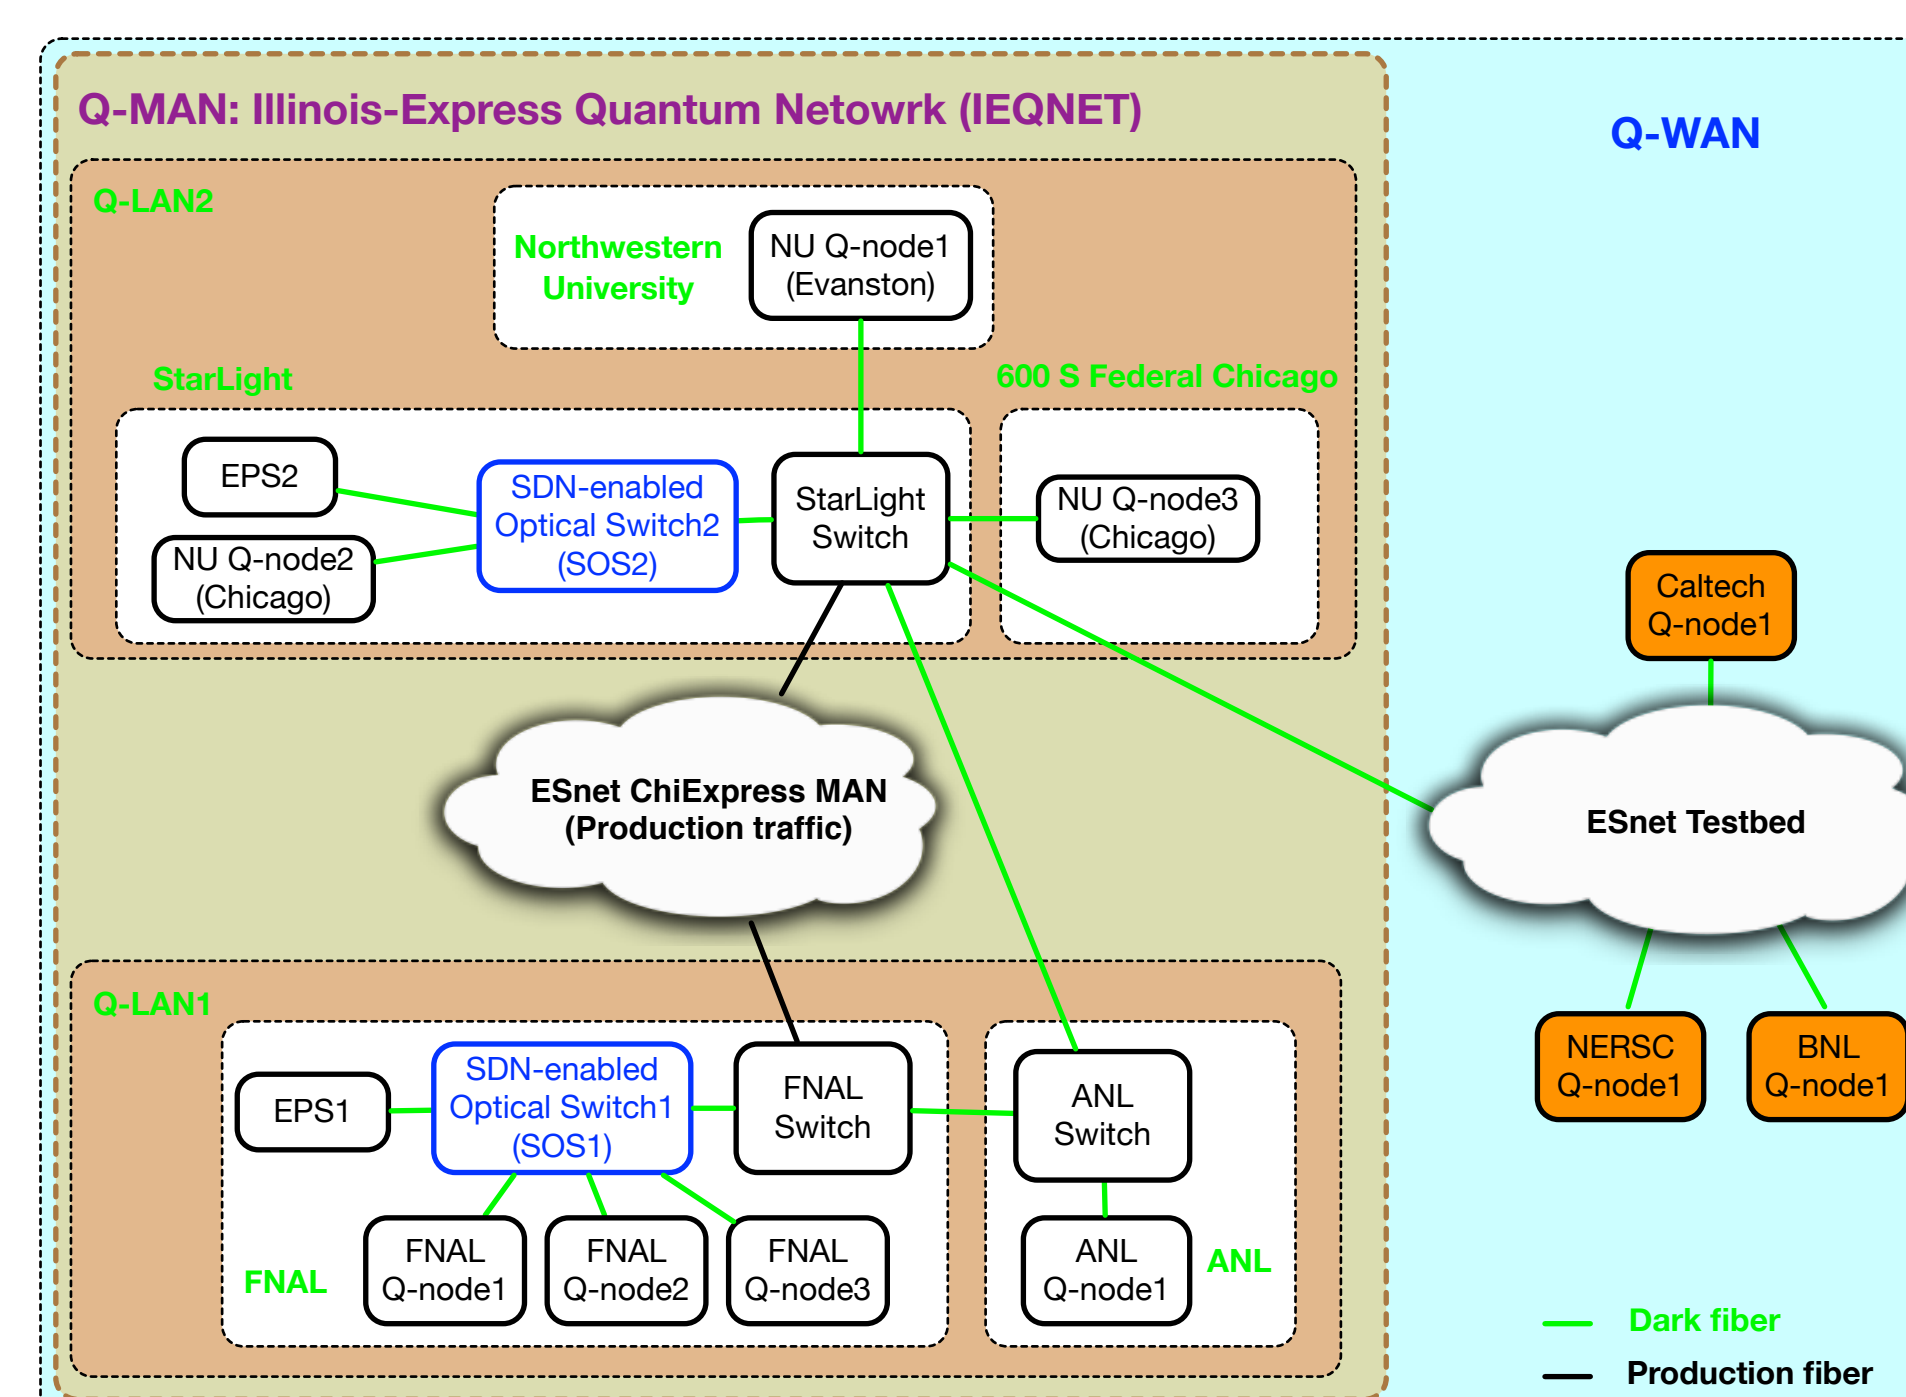 Q-MAN: Illinois-Express Quantum Netowrk (IEQNET)
Q-WAN
Q-LAN2
Northwestern
University
NU Q-node1
(Evanston)
StarLight
600 S Federal Chicago
EPS2
NU Q-node2
(Chicago)
SDN-enabled
Optical Switch2
(SOS2)
StarLight
Switch
NU Q-node3
(Chicago)
Caltech
Q-node1
ESnet ChiExpress MAN
(Production traffic)
ESnet Testbed
NERSC
Q-node1
BNL
Q-node1
Q-LAN1
EPS1
SDN-enabled
Optical Switch1
(SOS1)
FNAL
Switch
ANL
Switch
FNAL
FNAL
Q-node1
FNAL
Q-node2
FNAL
Q-node3
ANL
Q-node1
ANL
Dark fiber
Production fiber